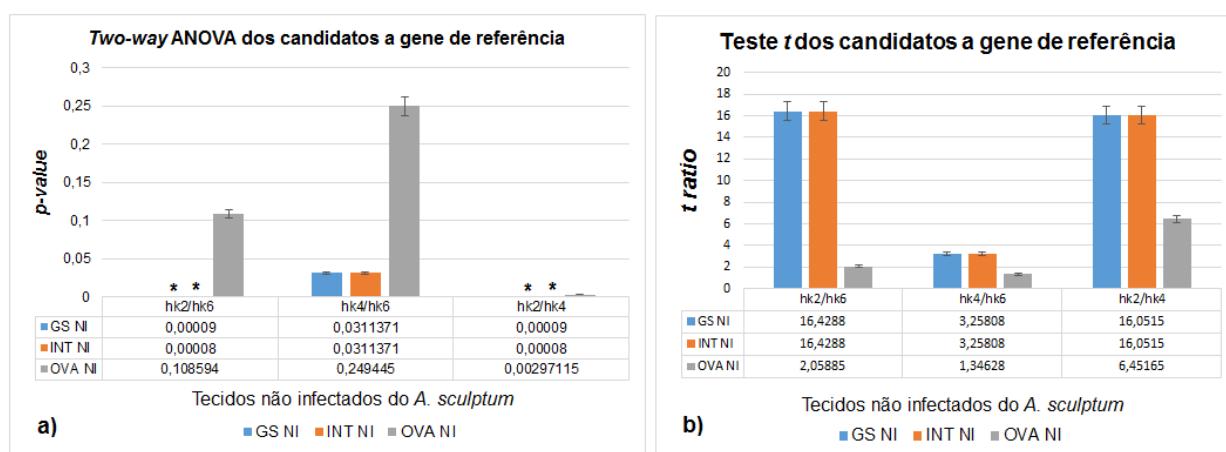 Two-way ANOVA dos candidatos a gene de referência
0,3
0,25
0,2
0,15
0,1
0,05
0
p-value
* * * *
hk2/hk6 hk4/hk6 hk2/hk4
GS NI 0,00009 0,0311371 0,00009
INT NI 0,00008 0,0311371 0,00008
OVA NI 0,108594 0,249445 0,00297115
Tecidos não infectados do A. sculptum
a)
GS NI INT NI OVA NI
Teste t dos candidatos a gene de referência
20
18
16
14
12
10
8
6
4
2
0
t ratio
hk2/hk6 hk4/hk6 hk2/hk4
GS NI 16,4288 3,25808 16,0515
INT NI 16,4288 3,25808 16,0515
OVA NI 2,05885 1,34628 6,45165
Tecidos não infectados do A. sculptum
b)
GS NI INT NI OVA NI